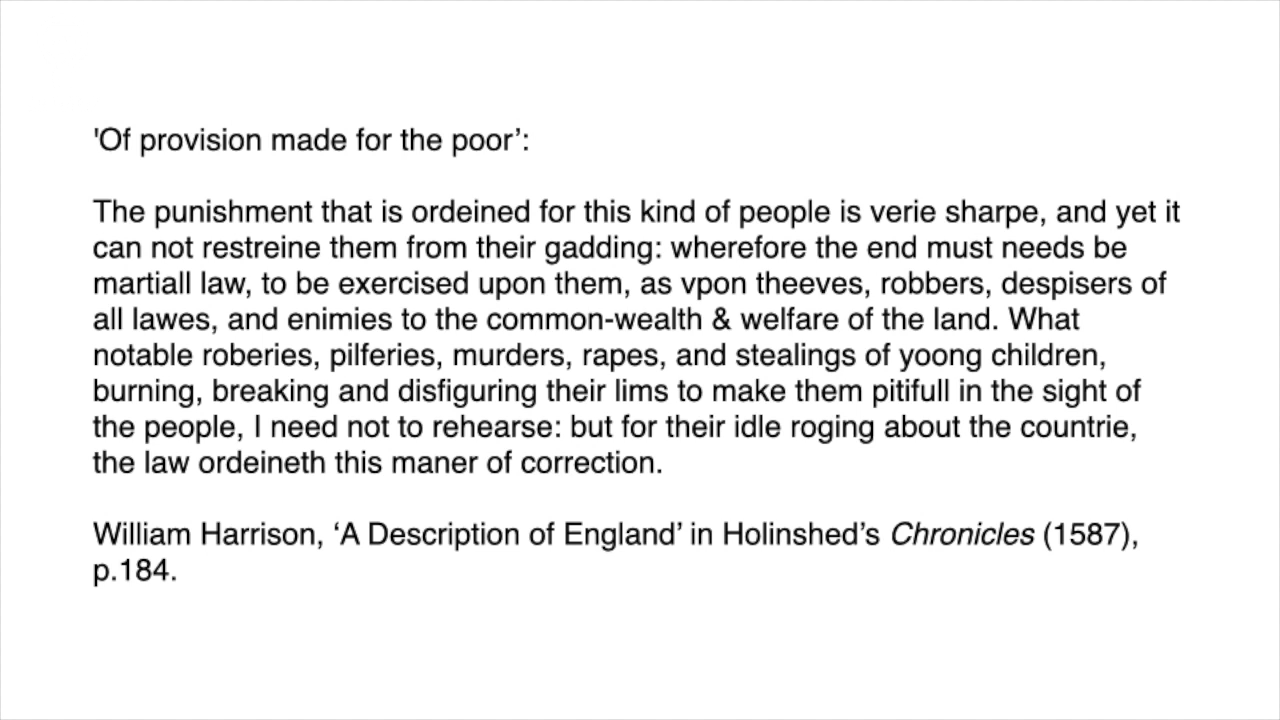 'Of provision made for the poor’:
The punishment that is ordeined for this kind of people is verie sharpe, and yet it
can not restreine them from their gadding: wherefore the end must needs be
martiall law, to be exercised upon them, as vpon theeves, robbers, despisers of
all lawes, and enimies to the common-wealth & welfare of the land. What
notable roberies, pilferies, murders, rapes, and stealings of yoong children,
burning, breaking and disfiguring their lims to make them pitifull in the sight of
the people, I need not to rehearse: but for their idle roging about the countrie,
the law ordeineth this maner of correction.
William Harrison, ‘A Description of England’ in Holinshed’s Chronicles (1587),
p.184.